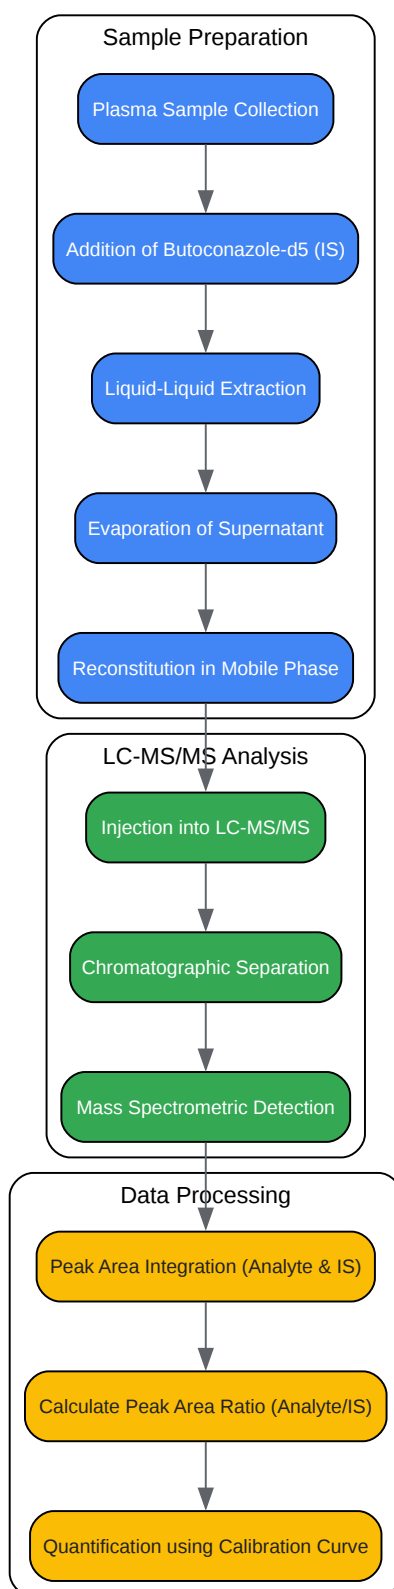 Sample Preparation
Plasma Sample Collection
Addition of Butoconazole-d5 (IS)
Liquid-Liquid Extraction
Evaporation of Supernatant
Reconstitution in Mobile Phase
LC-MS/MS Analysis
Injection into LC-MS/MS
Chromatographic Separation
Mass Spectrometric Detection
Data Processing
Peak Area Integration (Analyte & IS)
Calculate Peak Area Ratio (Analyte/IS)
Quantification using Calibration Curve